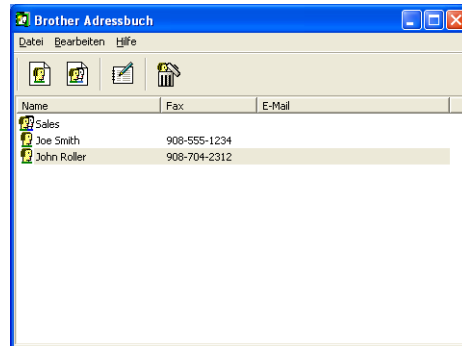 Brother Adressbuch
Datei Bearbeiten Hilfe
Name Fax E-Mail
Sales
Joe Smith 908-555-1234
John Roller 908-704-2312